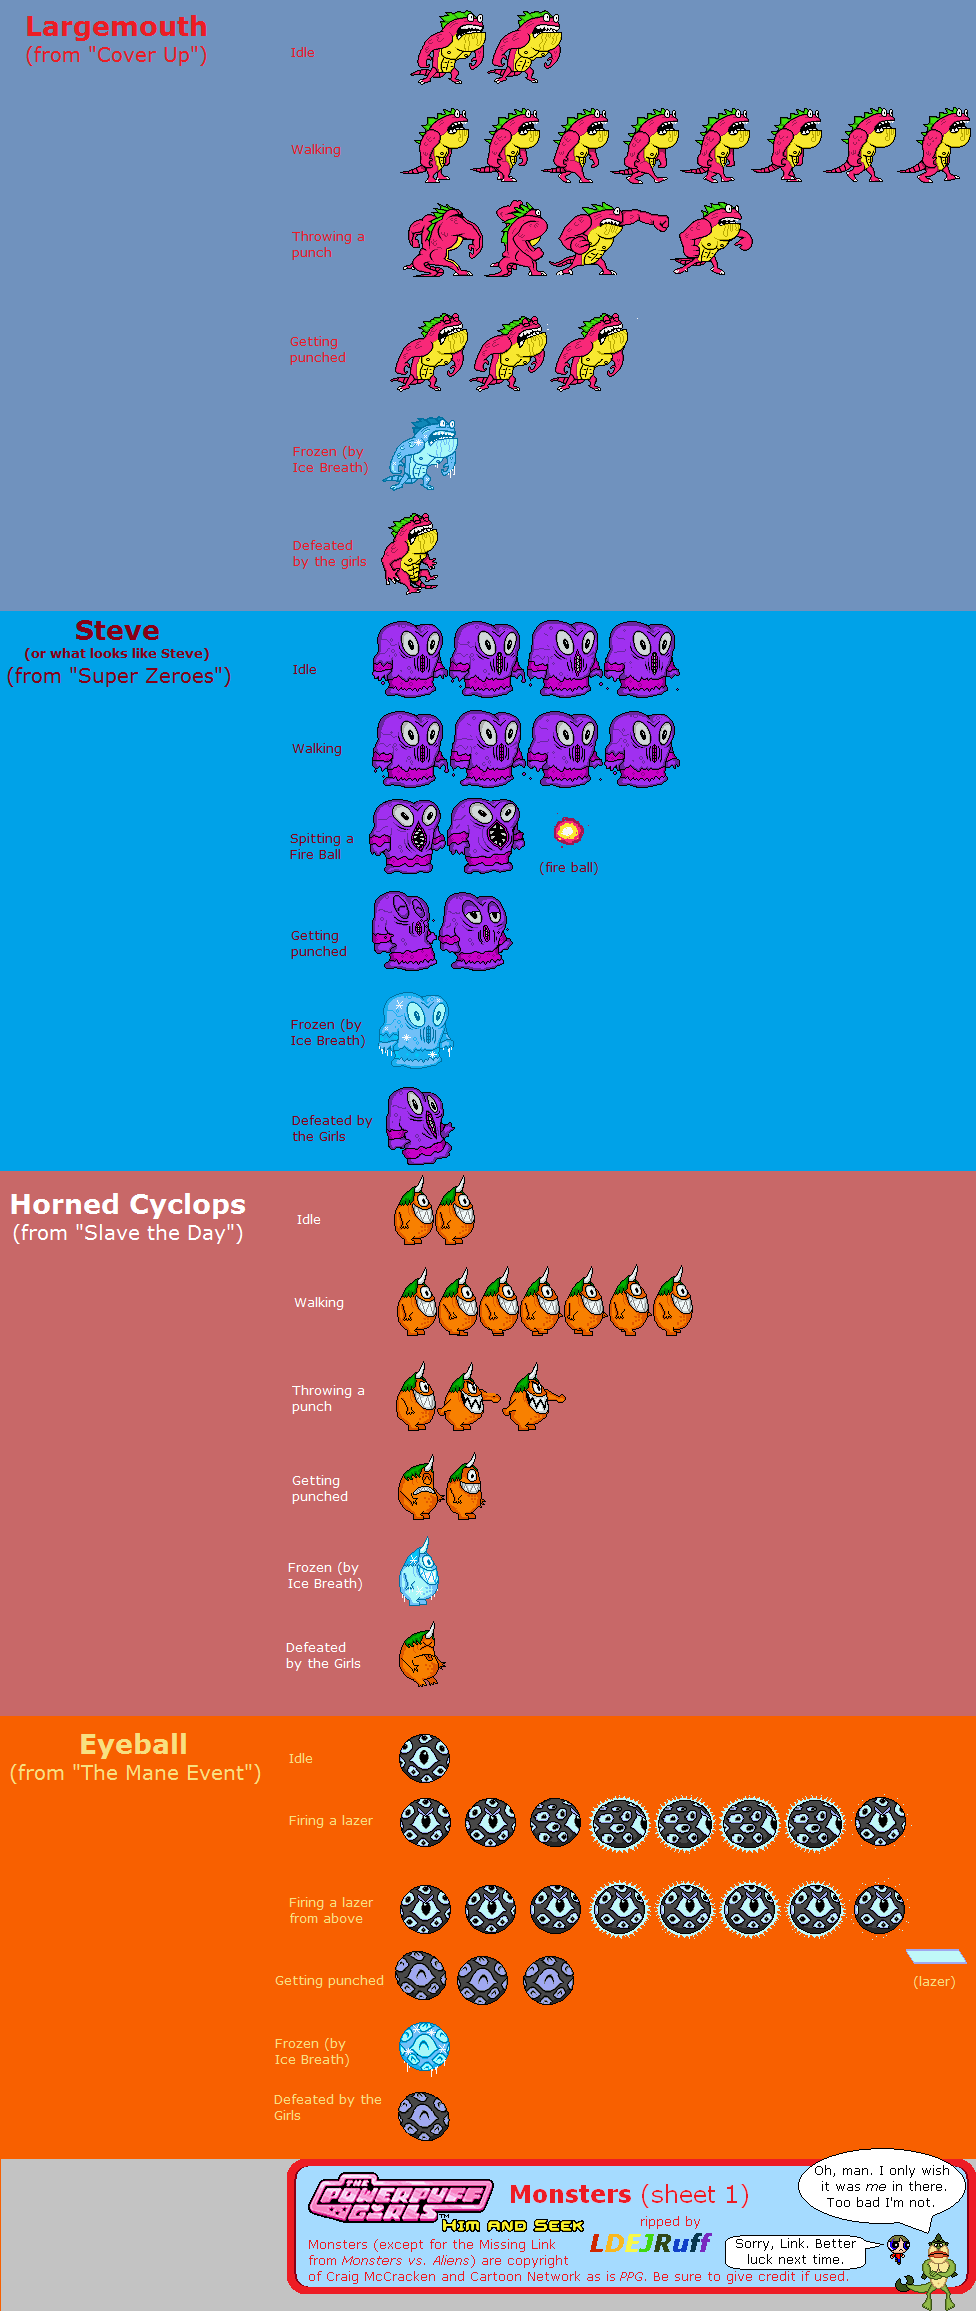 Largemouth
(from "Cover Up")
Idle
Walking
Throwing a
punch
Getting
punched
Frozen (by
Ice Breath)
Defeated
by the girls
Steve
(or what looks like Steve)
(from "Super Zeroes")
Idle
Walking
Spitting a
Fire Ball
(fire ball)
Getting
punched
Frozen (by
Ice Breath)
Defeated by
the Girls
Horned Cyclops
(from "Slave the Day")
Idle
Walking
Throwing a
punch
Getting
punched
Frozen (by
Ice Breath)
Defeated
by the Girls
Eyeball
(from "The Mane Event")
Idle
Firing a lazer
Firing a lazer
from above
Getting punched
(lazer)
Frozen (by
Ice Breath)
Defeated by the
Girls
THE
POWERPUFF
GIRLS™
HIM AND SEEK
Monsters (sheet 1)
ripped by
LDEJRuff
Monsters (except for the Missing Link
from Monsters vs. Aliens) are copyright
of Craig McCracken and Cartoon Network as is PPG. Be sure to give credit if used.
Oh, man. I only wish
it was me in there.
Too bad I'm not.
Sorry, Link. Better
luck next time.